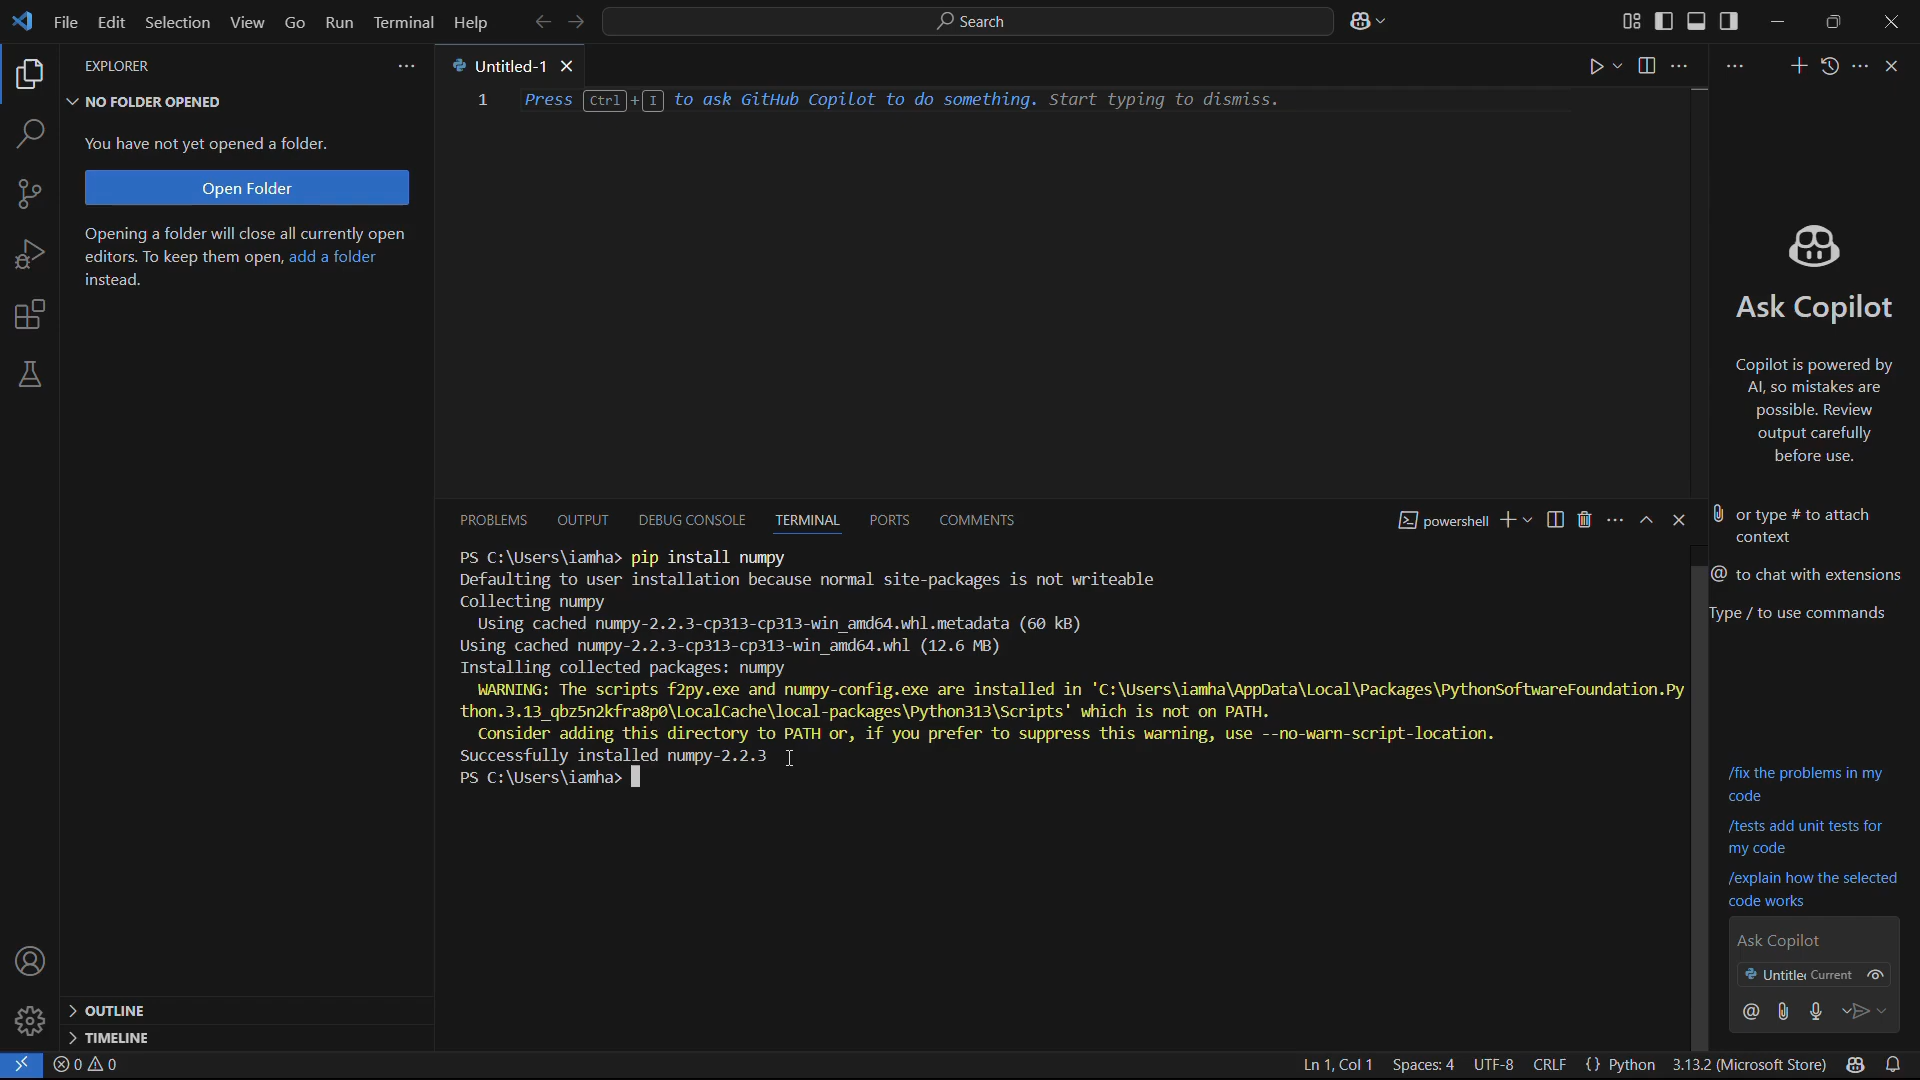 File Edit Selection View Go Run Terminal Help
Search
EXPLORER
NO FOLDER OPENED
You have not yet opened a folder.
Open Folder
Opening a folder will close all currently open
editors. To keep them open, add a folder
instead.
OUTLINE
TIMELINE
Untitled-1
1 Press Ctrl + I to ask GitHub Copilot to do something. Start typing to dismiss.
PROBLEMS OUTPUT DEBUG CONSOLE TERMINAL PORTS COMMENTS
powershell
PS C:\Users\iamha> pip install numpy
Defaulting to user installation because normal site-packages is not writeable
Collecting numpy
Using cached numpy-2.2.3-cp313-cp313-win_amd64.whl.metadata (60 kB)
Using cached numpy-2.2.3-cp313-cp313-win_amd64.whl (12.6 MB)
Installing collected packages: numpy
WARNING: The scripts f2py.exe and numpy-config.exe are installed in 'C:\Users\iamha\AppData\Local\Packages\PythonSoftwareFoundation.Py
thon.3.13_qbz5n2kfra8p0\LocalCache\local-packages\Python313\Scripts' which is not on PATH.
Consider adding this directory to PATH or, if you prefer to suppress this warning, use --no-warn-script-location.
Successfully installed numpy-2.2.3
PS C:\Users\iamha>
Ask Copilot
Copilot is powered by
AI, so mistakes are
possible. Review
output carefully
before use.
or type # to attach
context
@ to chat with extensions
Type / to use commands
/fix the problems in my
code
/tests add unit tests for
my code
/explain how the selected
code works
Ask Copilot
Untitle Current
@
0 0
Ln 1, Col 1 Spaces: 4 UTF-8 CRLF {} Python 3.13.2 (Microsoft Store)